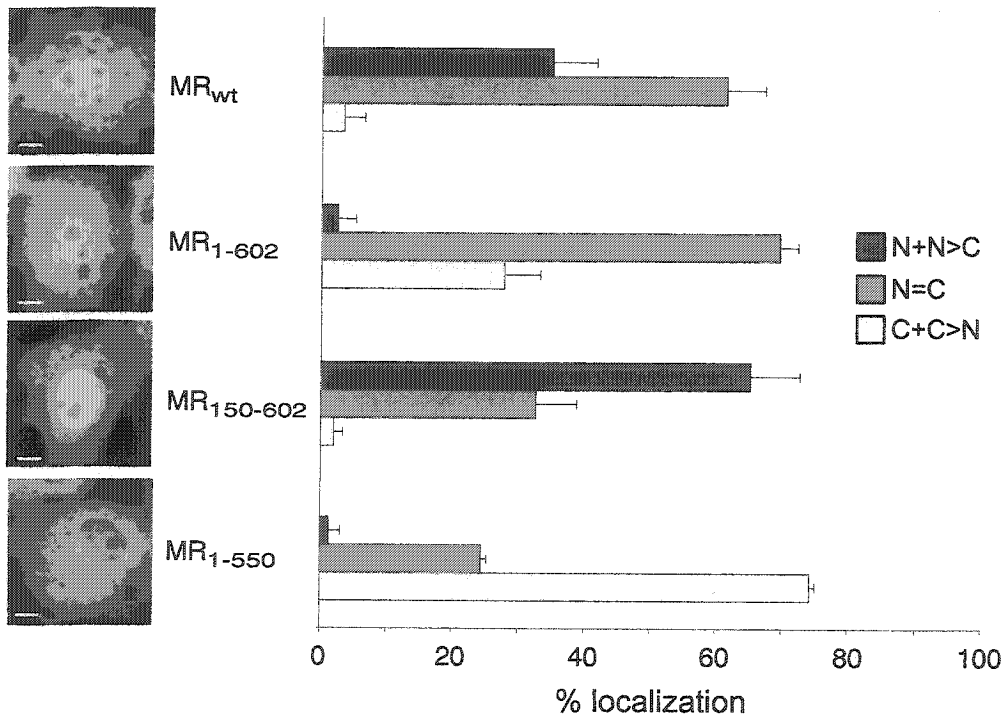 MRwt
MR1-602
MR150-602
MR1-550
N+N>C
N=C
C+C>N
0 20 40 60 80 100
% localization